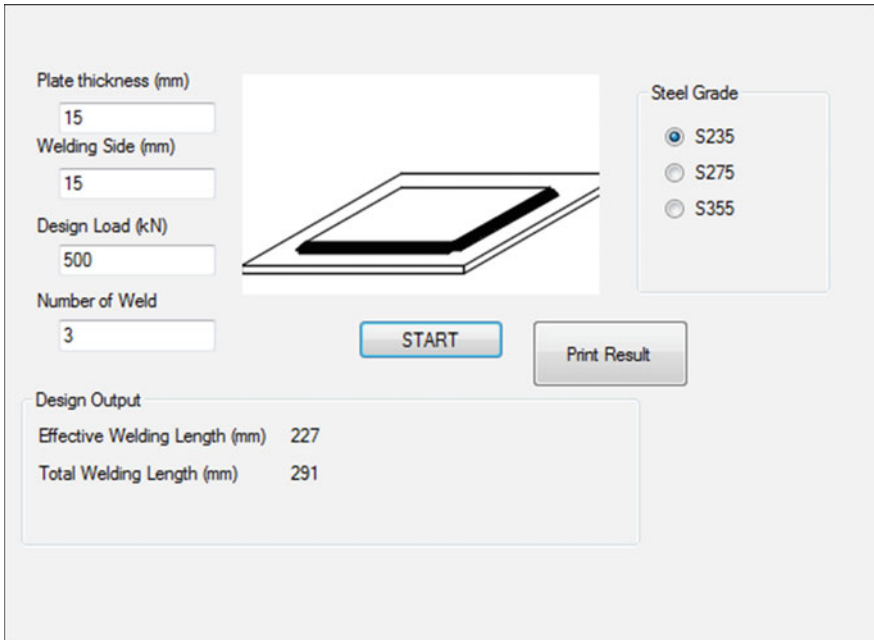 Plate thickness (mm)
15
Welding Side (mm)
15
Design Load (kN)
500
Number of Weld
3
Steel Grade
S235
S275
S355
START
Print Result
Design Output
Effective Welding Length (mm) 227
Total Welding Length (mm) 291